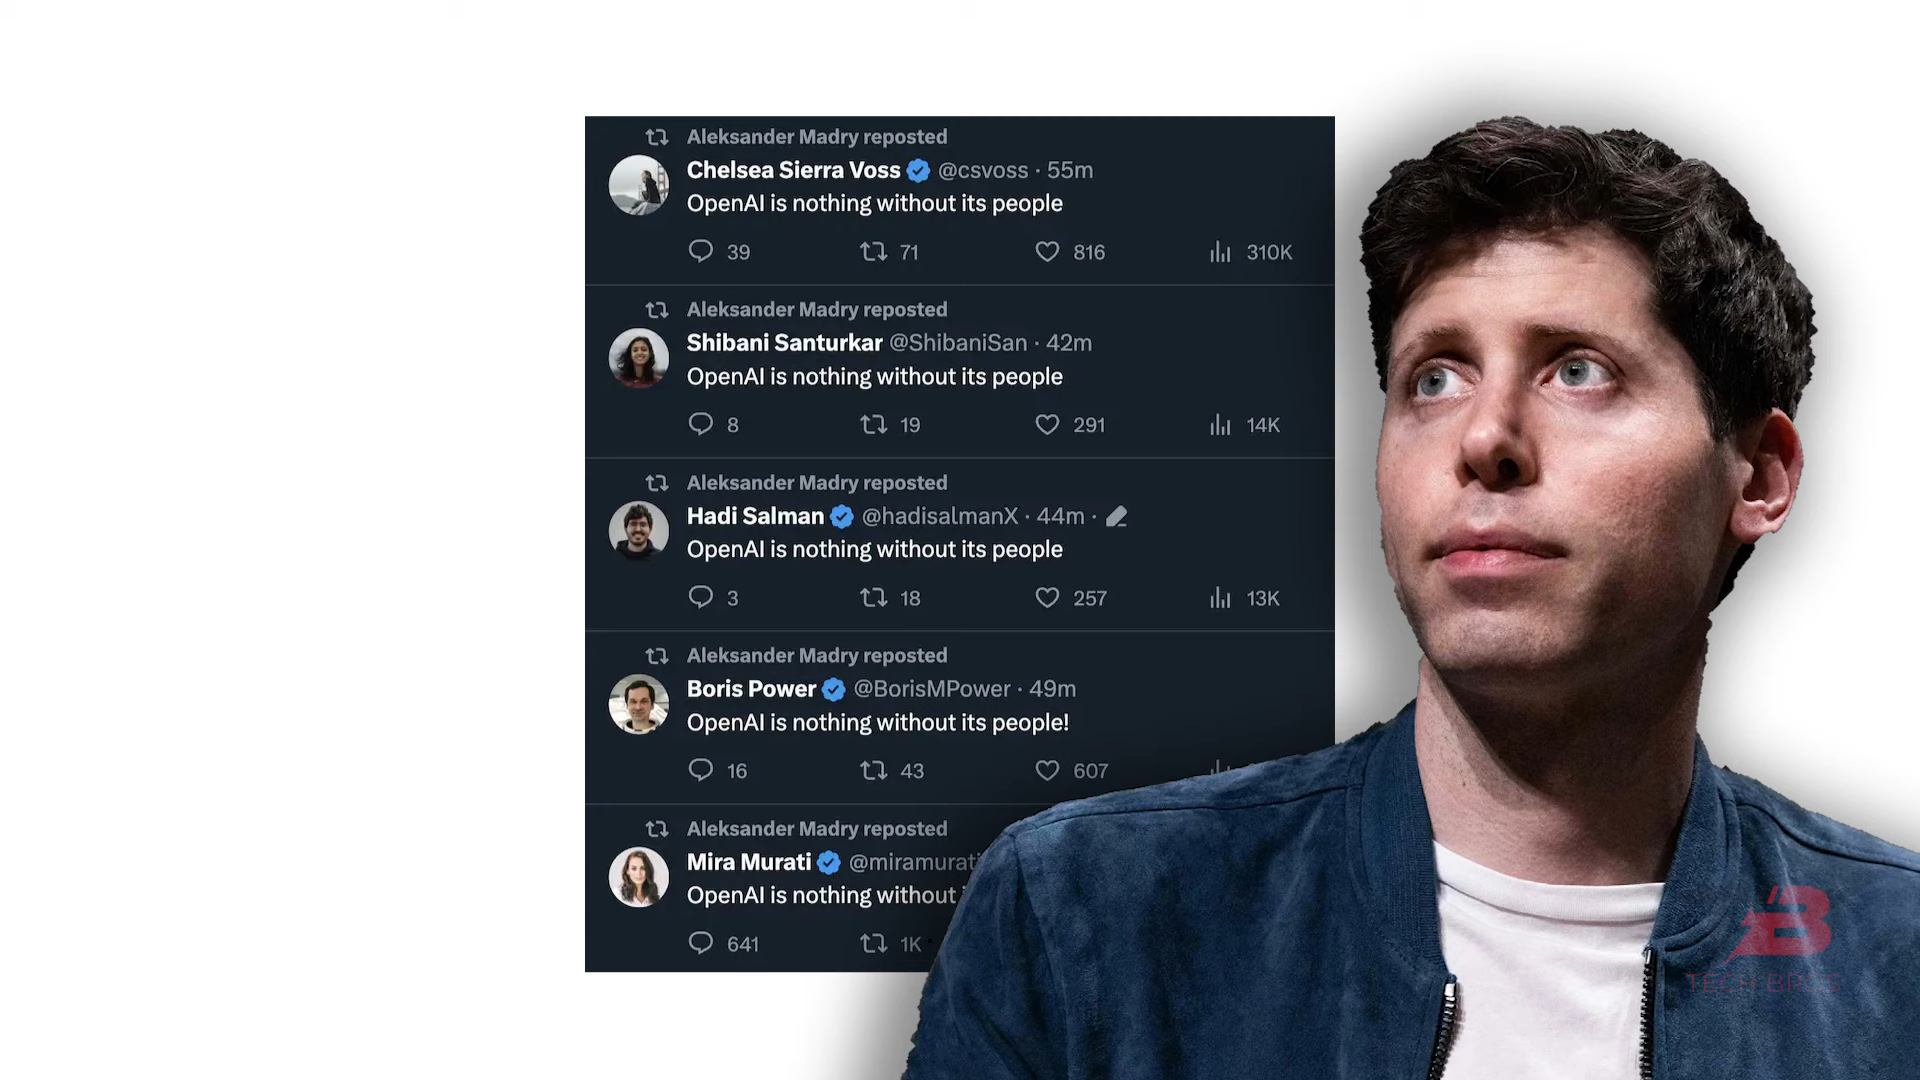 Aleksander Madry reposted
Chelsea Sierra Voss @csvoss · 55m
OpenAI is nothing without its people
39 71 816 310K
Aleksander Madry reposted
Shibani Santurkar @ShibaniSan · 42m
OpenAI is nothing without its people
8 19 291 14K
Aleksander Madry reposted
Hadi Salman @hadisalmanX · 44m ·
OpenAI is nothing without its people
3 18 257 13K
Aleksander Madry reposted
Boris Power @BorisMPower · 49m
OpenAI is nothing without its people!
16 43 607
Aleksander Madry reposted
Mira Murati @miramurati
OpenAI is nothing without
641 1K
TECH BROS